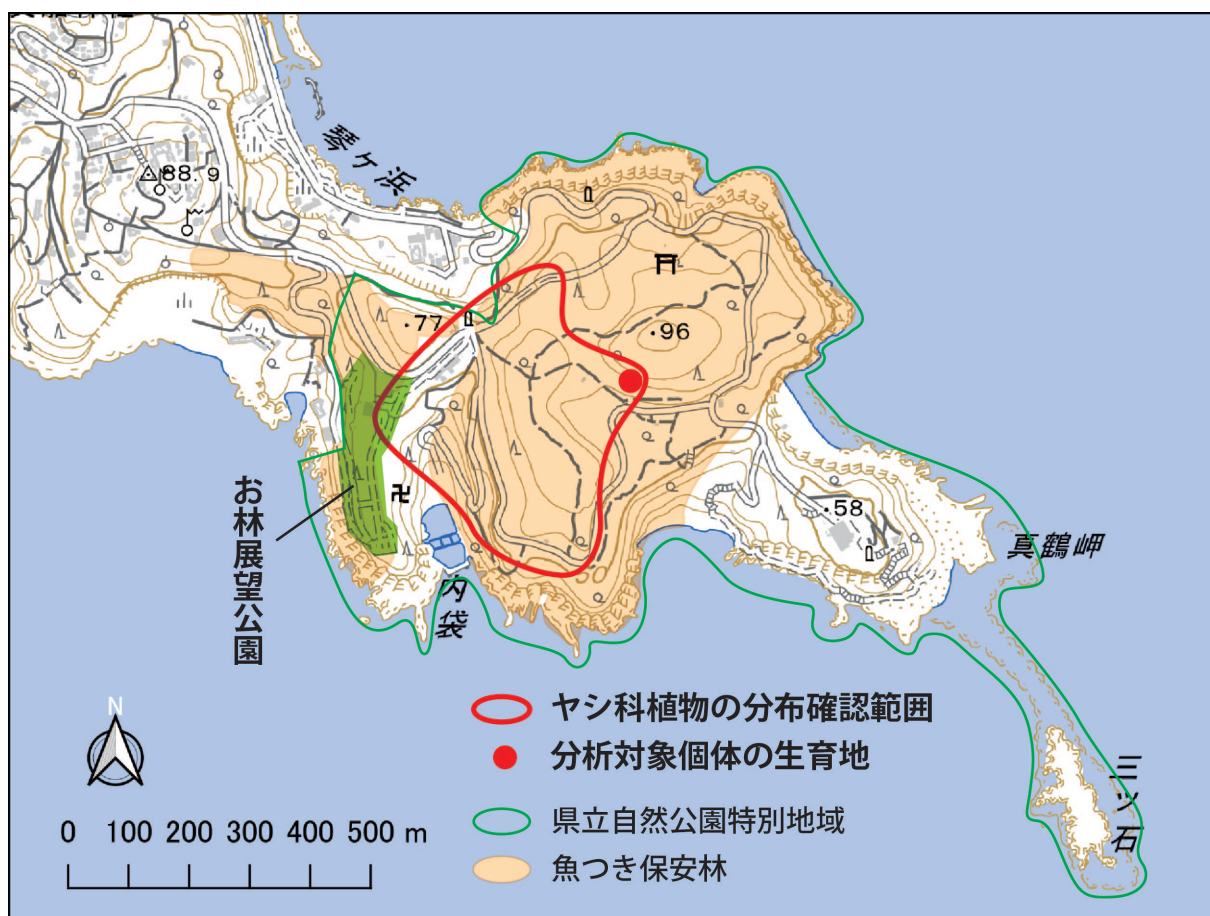 琴ヶ浜
88.9
77
96
58
お林展望公園
内袋
50
真鶴岬
三ツ石
N
0 100 200 300 400 500 m
ヤシ科植物の分布確認範囲
分析対象個体の生育地
県立自然公園特別地域
魚つき保安林